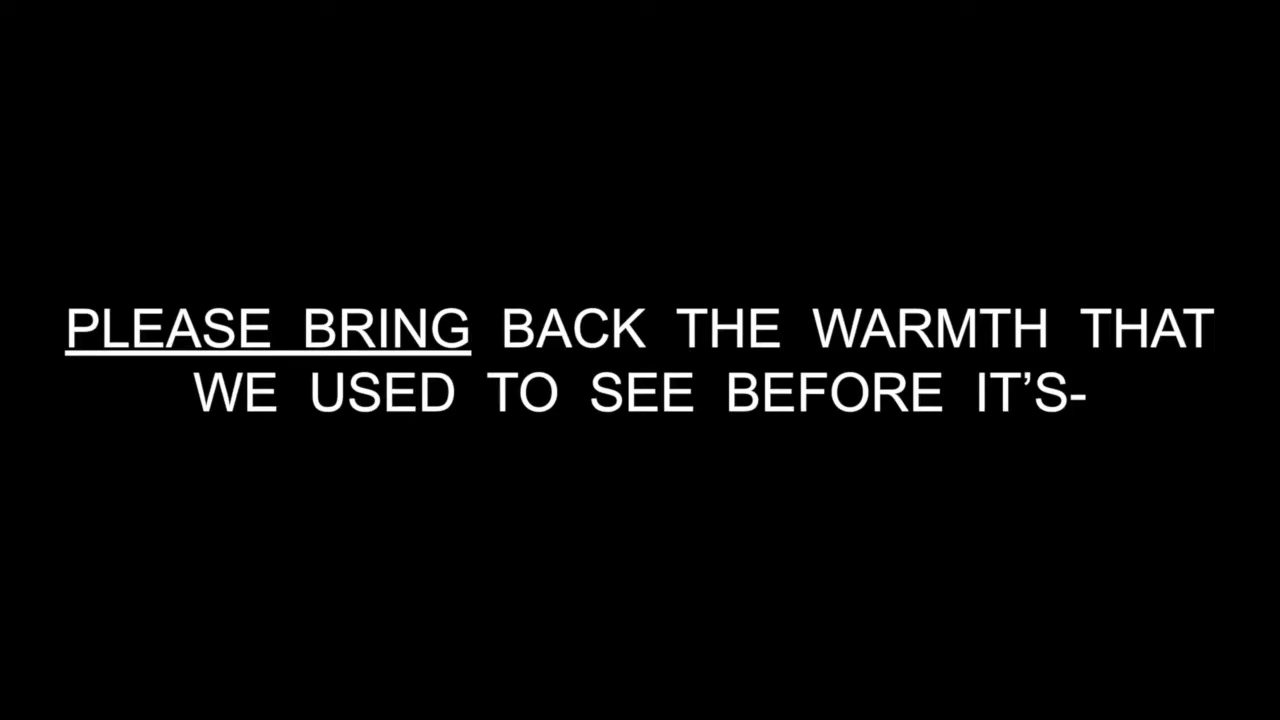 PLEASE BRING BACK THE WARMTH THAT
WE USED TO SEE BEFORE IT’S-